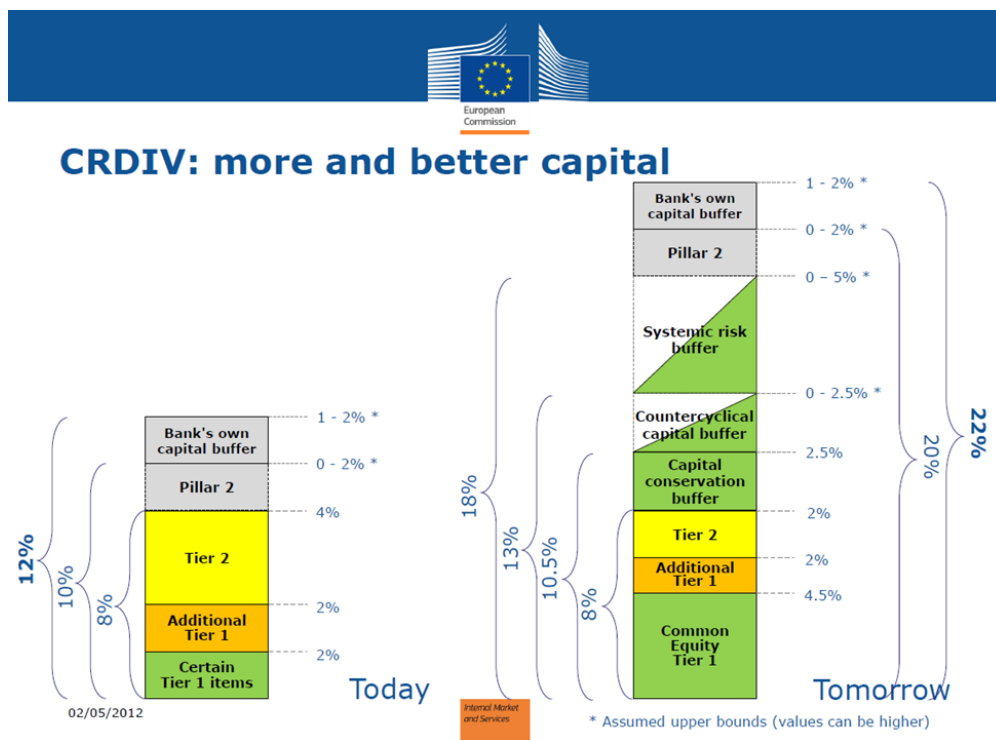 European
Commission
CRDIV: more and better capital
12%
10%
8%
Bank's own
capital buffer
Pillar 2
Tier 2
Additional
Tier 1
Certain
Tier 1 items
1 - 2% *
0 - 2% *
4%
2%
2%
Today
18%
13%
10.5%
8%
Bank's own
capital buffer
Pillar 2
Systemic risk
buffer
Countercyclical
capital buffer
Capital
conservation
buffer
Tier 2
Additional
Tier 1
Common
Equity
Tier 1
1 - 2% *
0 - 2% *
0 – 5% *
0 - 2.5% *
2.5%
2%
2%
4.5%
20%
22%
Tomorrow
02/05/2012
Internal Market
and Services
* Assumed upper bounds (values can be higher)